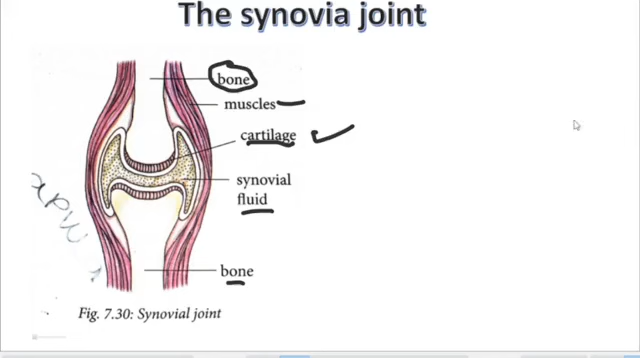 The synovia joint
bone
muscles
cartilage
synovial
fluid
bone
Fig. 7.30: Synovial joint